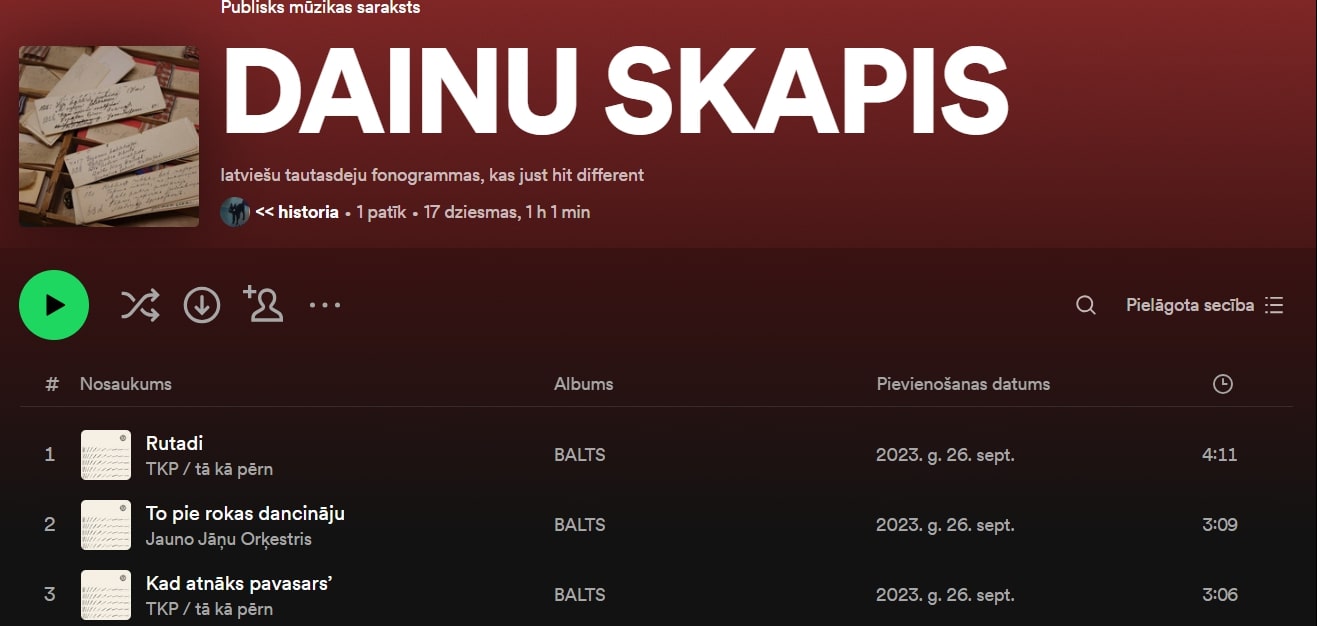 Publisks mūzikas saraksts
DAINU SKAPIS
latviešu tautasdeju fonogrammas, kas just hit different
<< historia • 1 patīk • 17 dziesmas, 1 h 1 min
Pielāgota secība
# Nosaukums Albums Pievienošanas datums
1 Rutadi BALTS 2023. g. 26. sept. 4:11
TKP / tā kā pērn
2 To pie rokas dancināju BALTS 2023. g. 26. sept. 3:09
Jauno Jāņu Orķestris
3 Kad atnāks pavasars’ BALTS 2023. g. 26. sept. 3:06
TKP / tā kā pērn